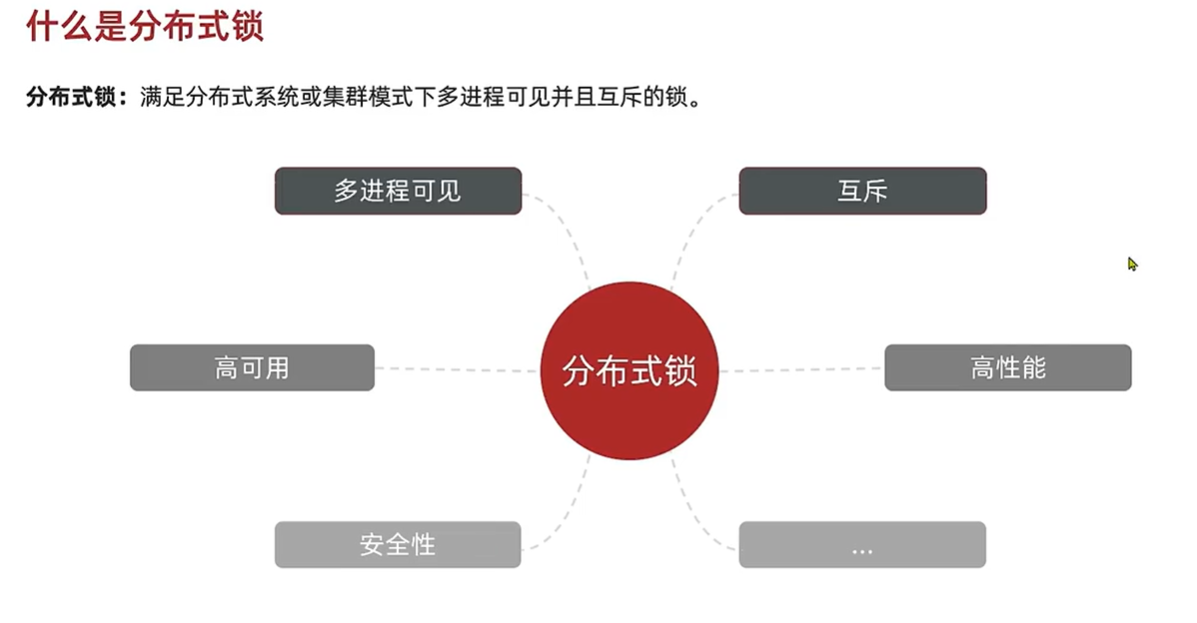 什么是分布式锁
分布式锁：满足分布式系统或集群模式下多进程可见并且互斥的锁。
多进程可见
互斥
高可用
分布式锁
高性能
安全性
...